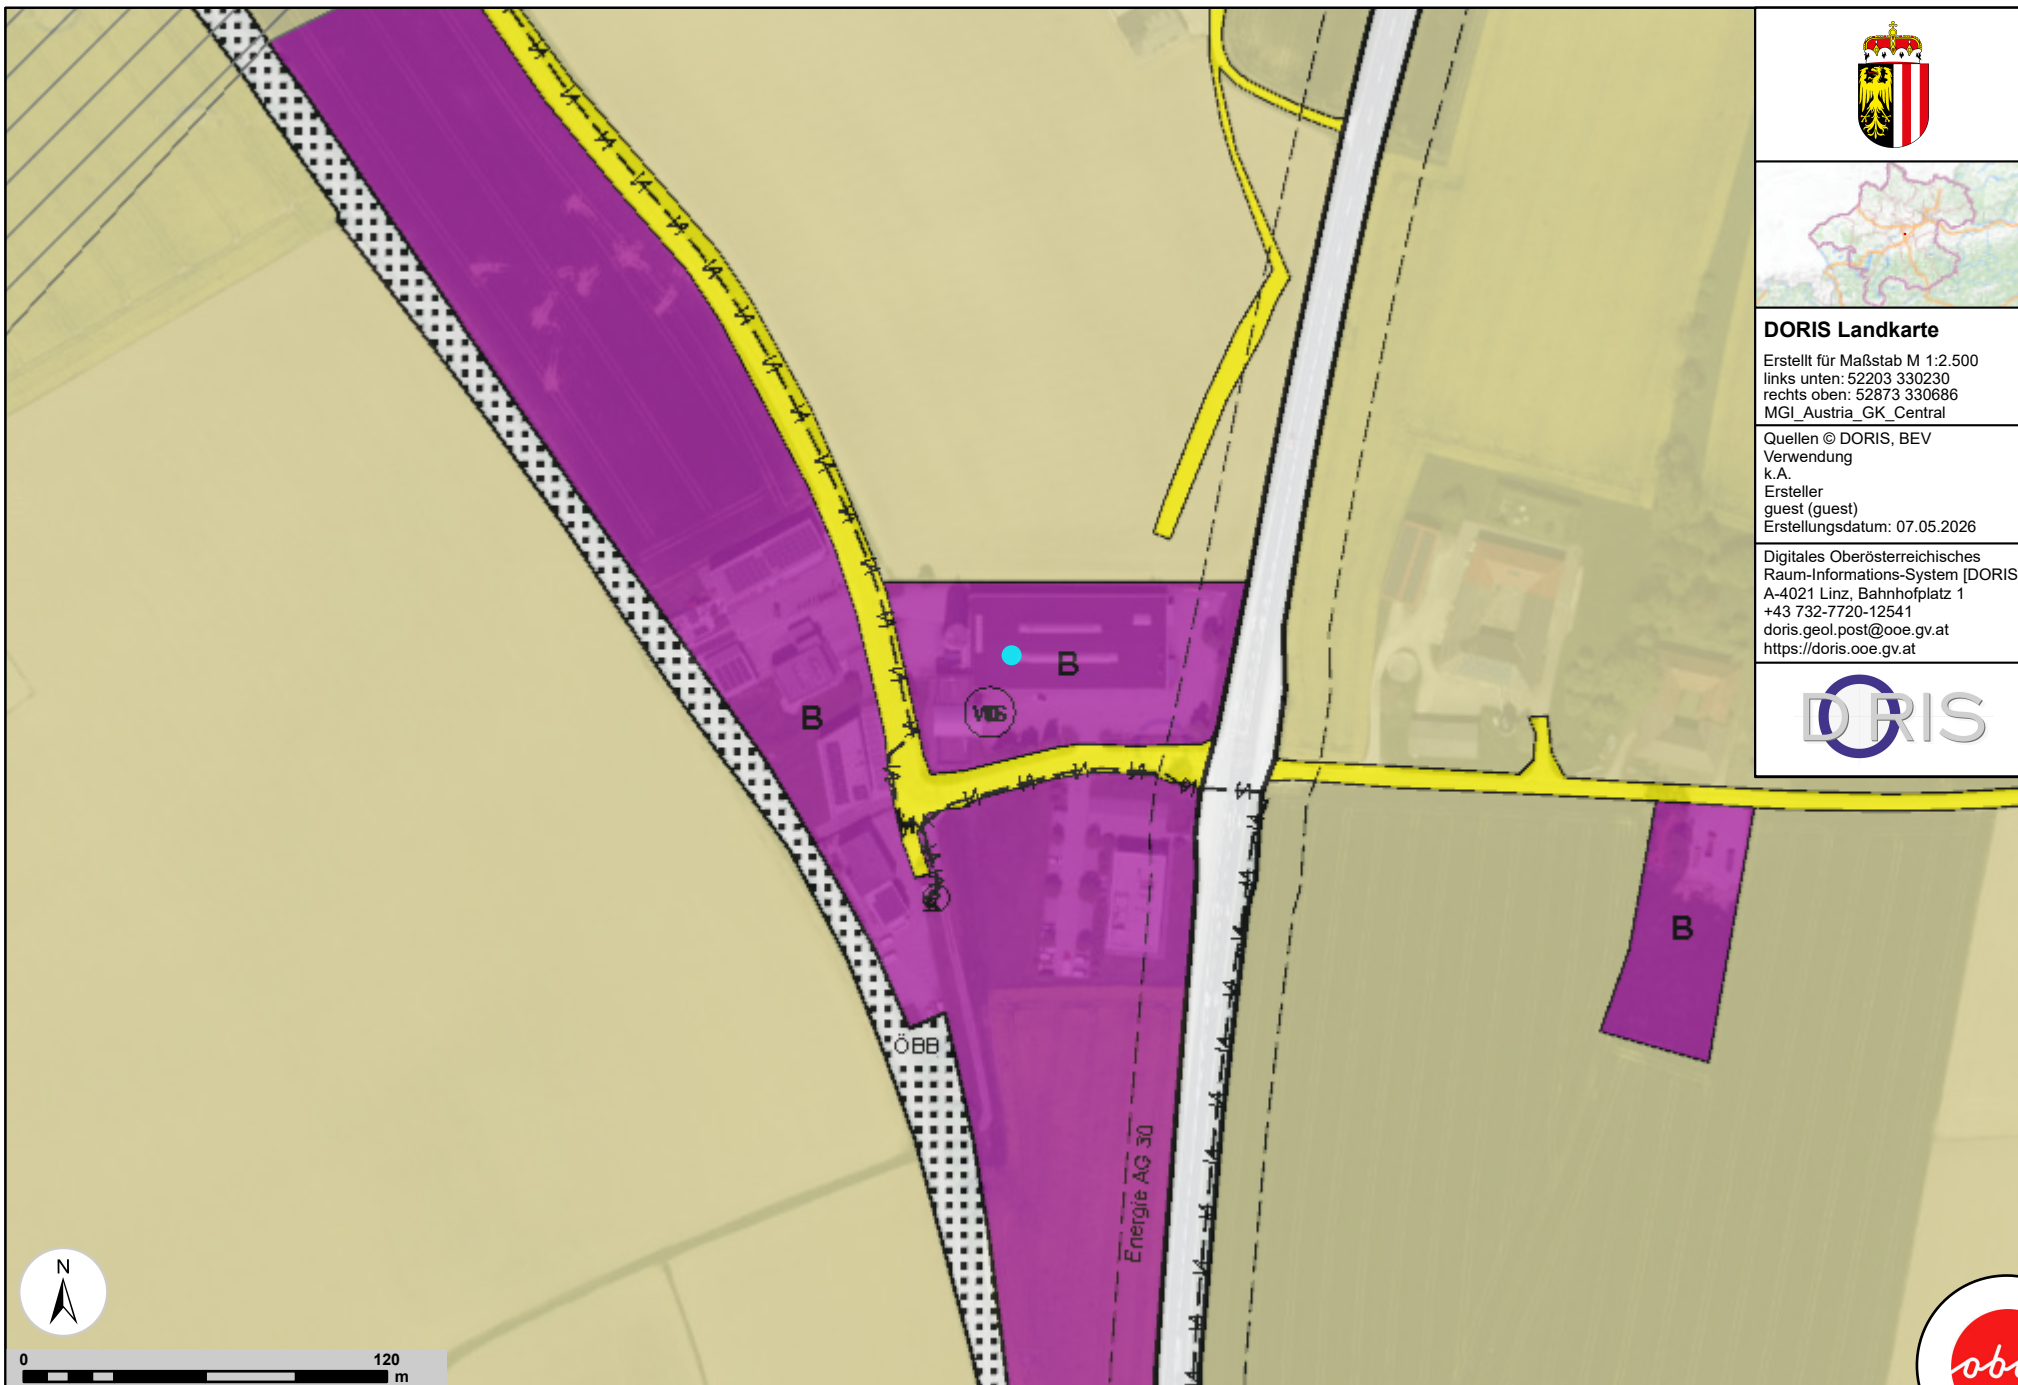 DORIS Landkarte
Erstellt für Maßstab M 1:2.500
links unten: 52203 330230
rechts oben: 52873 330686
MGI_Austria_GK_Central
Quellen © DORIS, BEV
Verwendung
k.A.
Ersteller
guest (guest)
Erstellungsdatum: 07.05.2026
Digitales Oberösterreichisches
Raum-Informations-System [DORIS
A-4021 Linz, Bahnhofplatz 1
+43 732-7720-12541
doris.geol.post@ooe.gv.at
https://doris.ooe.gv.at
DORIS
B
B
B
ÖBB
Energie AG 30
N
0 120
m